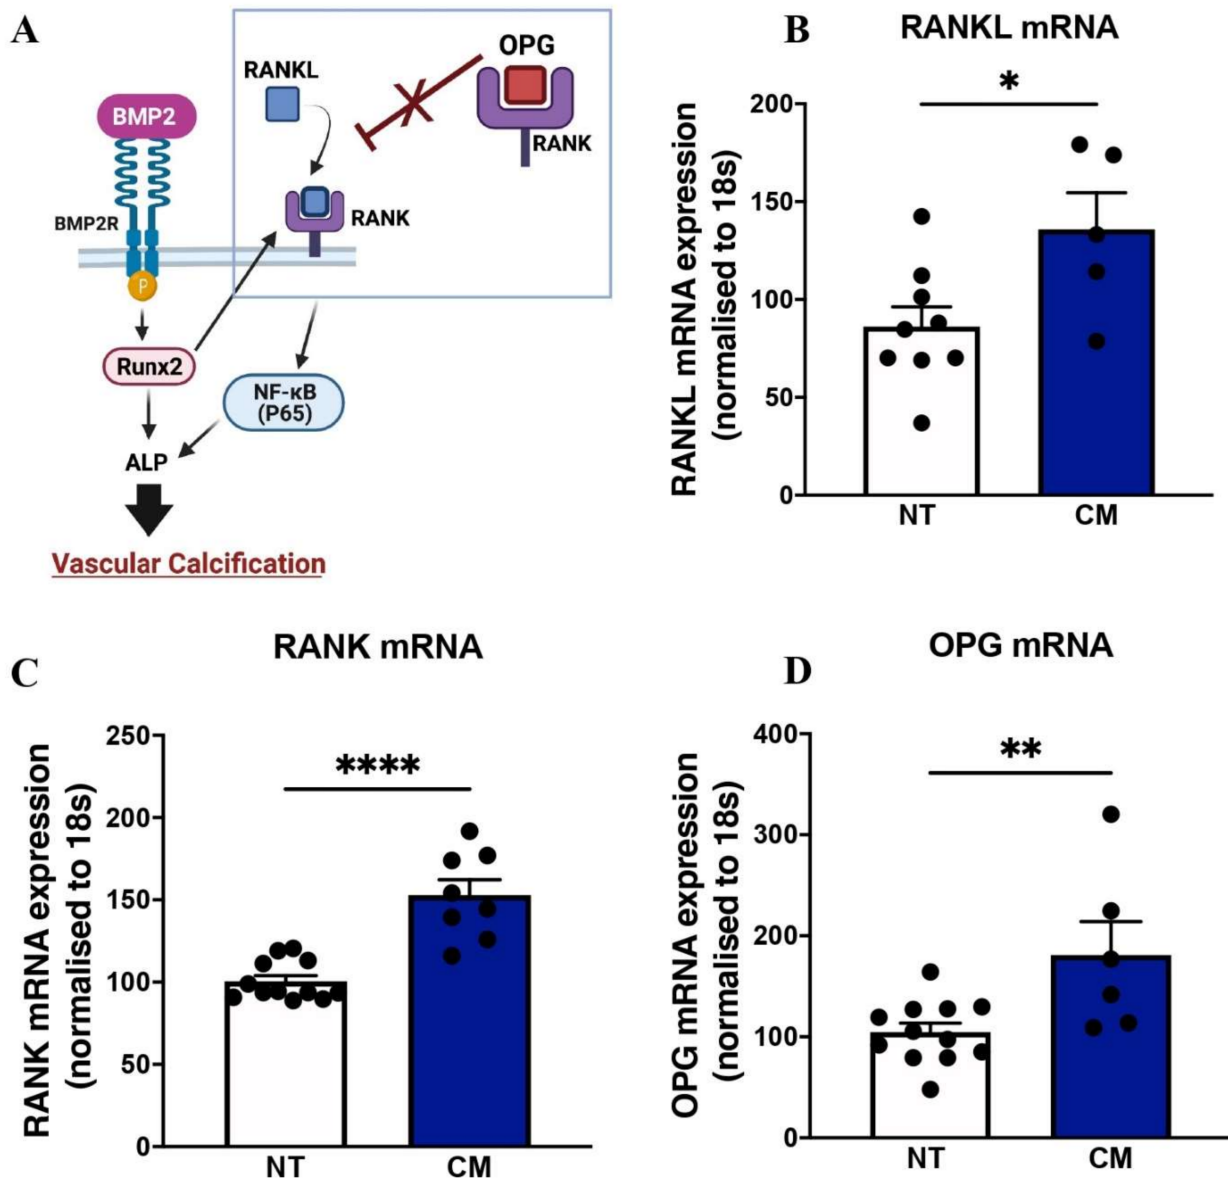 A
OPG
RANKL
BMP2
RANK
BMP2R
RANK
P
Runx2
NF-κB
(P65)
ALP
Vascular Calcification
B
RANKL mRNA
*
RANKL mRNA expression
(normalised to 18s)
200
150
100
50
0
NT
CM
C
RANK mRNA
****
RANK mRNA expression
(normalised to 18s)
250
200
150
100
50
0
NT
CM
D
OPG mRNA
**
OPG mRNA expression
(normalised to 18s)
400
300
200
100
0
NT
CM